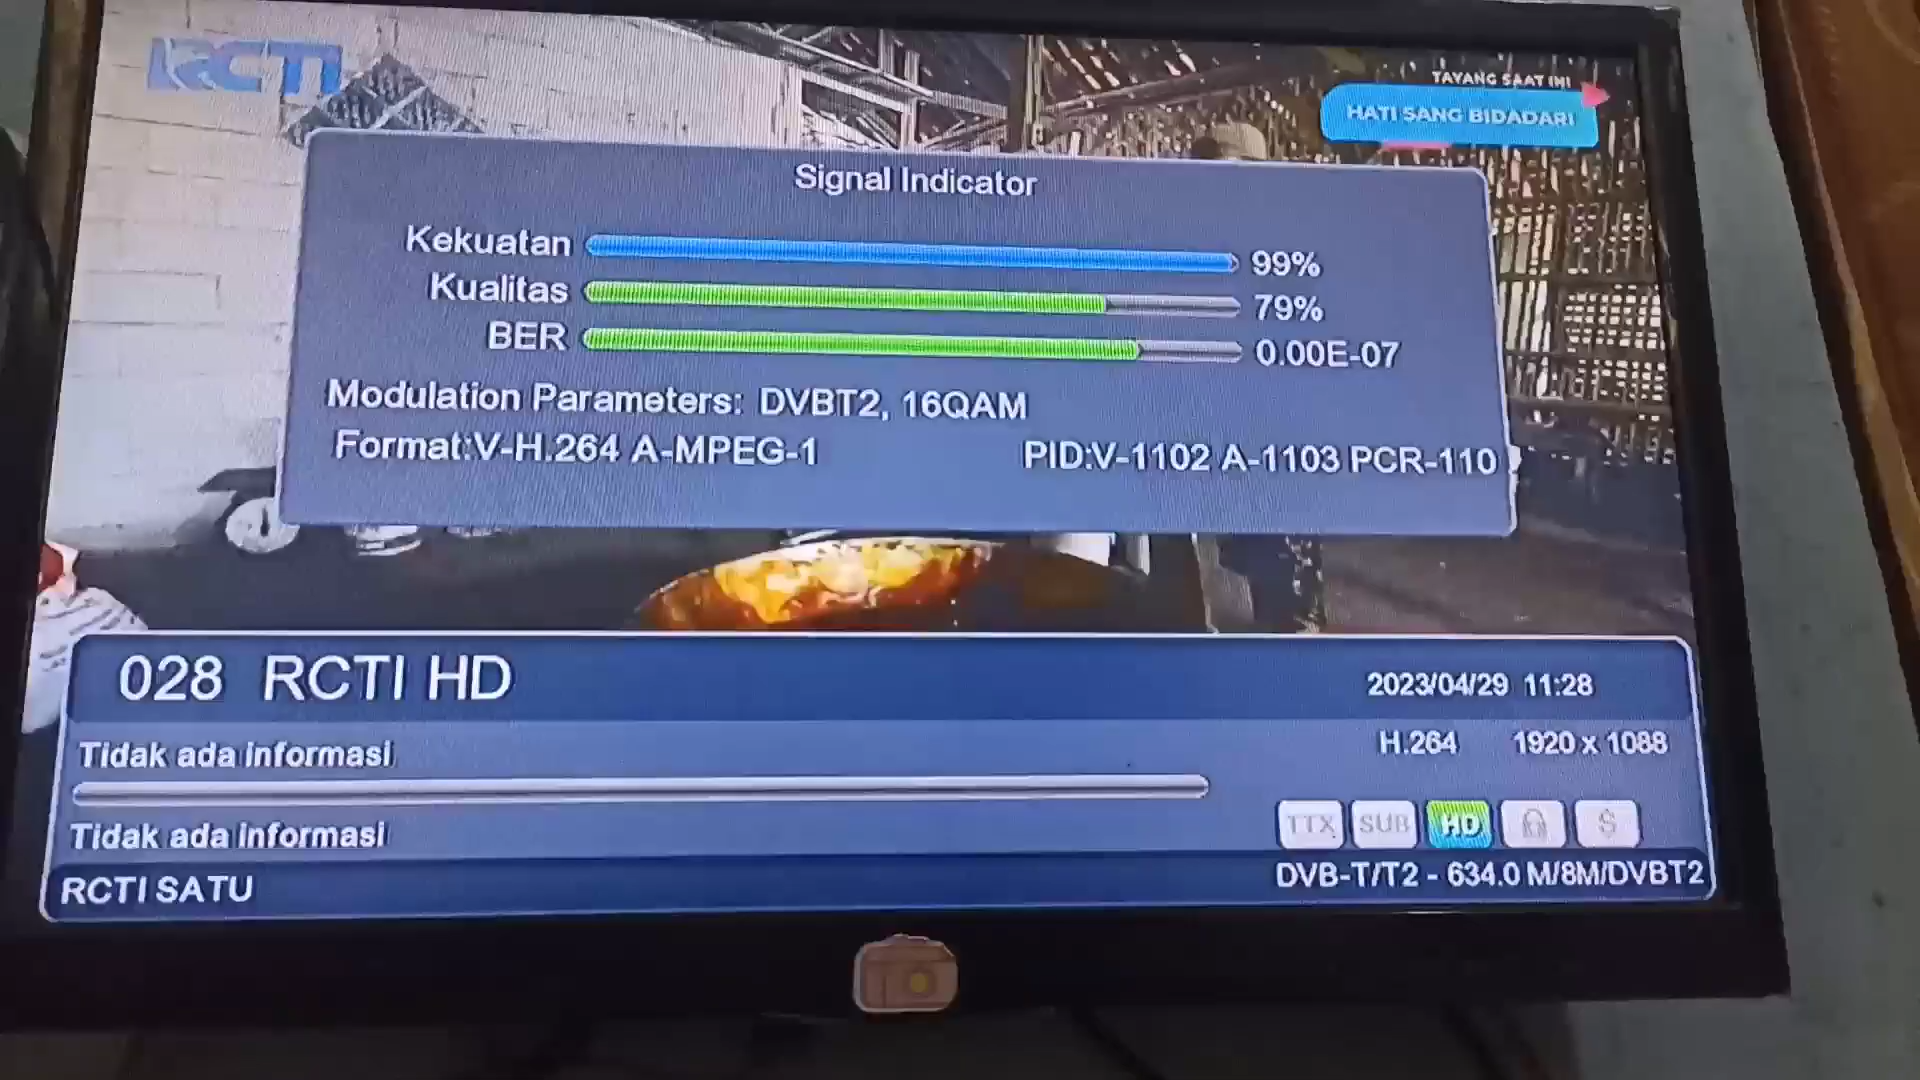 RCTI
TAYANG SAAT INI
HATI SANG BIDADARI
Signal Indicator
Kekuatan 99%
Kualitas 79%
BER 0.00E-07
Modulation Parameters: DVBT2, 16QAM
Format:V-H.264 A-MPEG-1 PID:V-1102 A-1103 PCR-110
028 RCTI HD 2023/04/29 11:28
Tidak ada informasi H.264 1920 x 1088
Tidak ada informasi TTX SUB HD $
RCTI SATU DVB-T/T2 - 634.0 M/8M/DVBT2